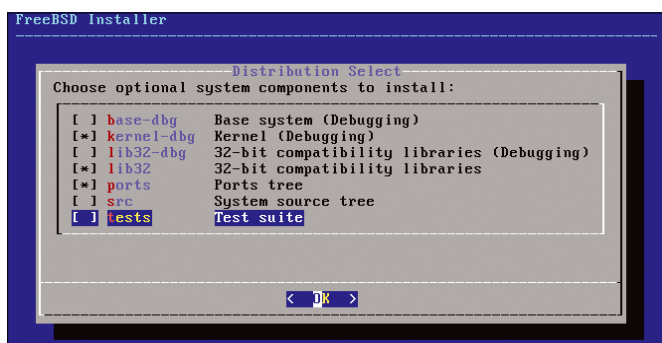 FreeBSD Installer
Distribution Select
Choose optional system components to install:
[ ] base-dbg Base system (Debugging)
[*] kernel-dbg Kernel (Debugging)
[ ] lib32-dbg 32-bit compatibility libraries (Debugging)
[*] lib32 32-bit compatibility libraries
[*] ports Ports tree
[ ] src System source tree
[ ] tests Test suite
< OK >